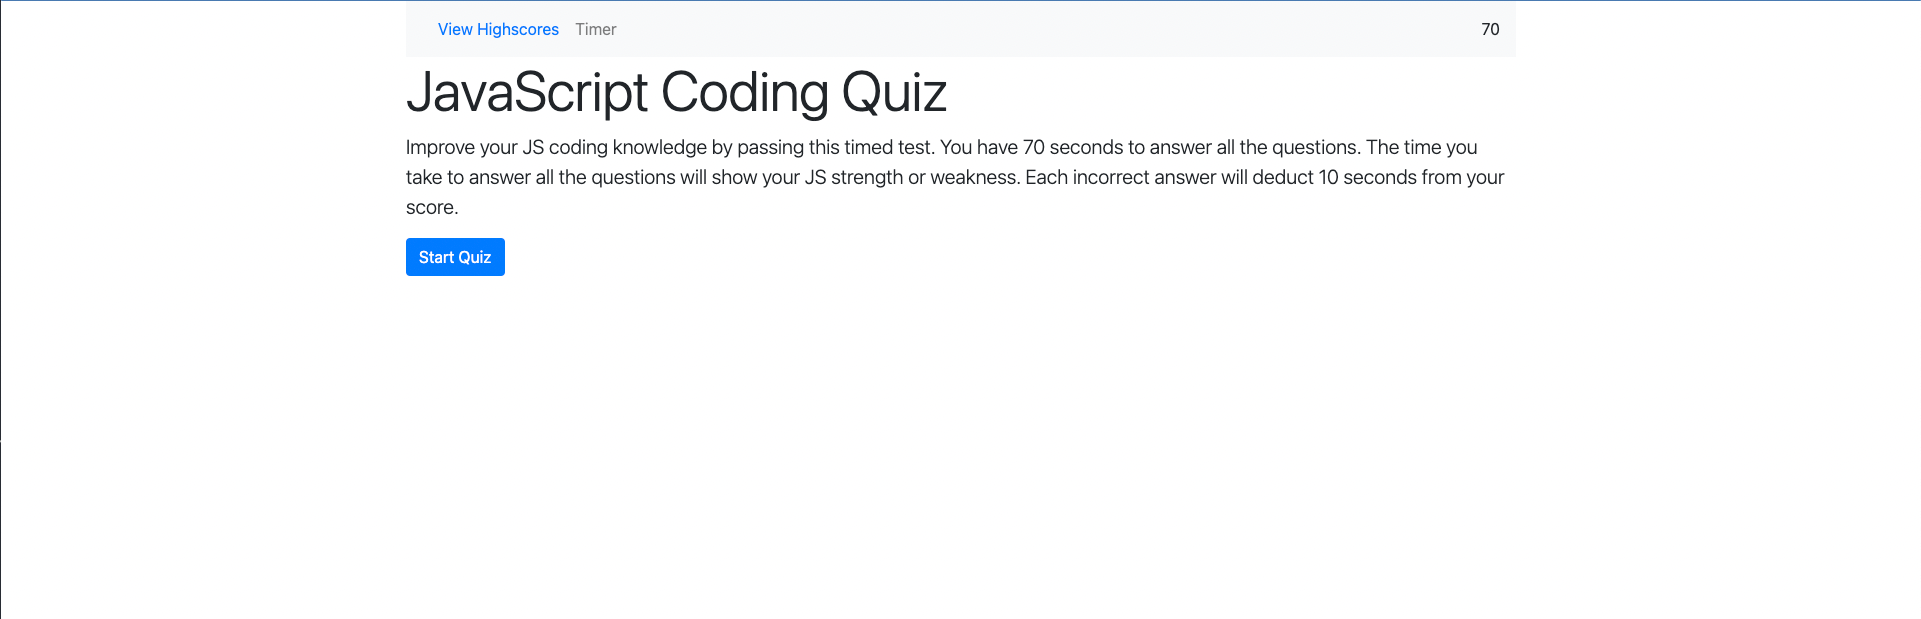 View Highscores Timer 70
JavaScript Coding Quiz
Improve your JS coding knowledge by passing this timed test. You have 70 seconds to answer all the questions. The time you
take to answer all the questions will show your JS strength or weakness. Each incorrect answer will deduct 10 seconds from your
score.
Start Quiz